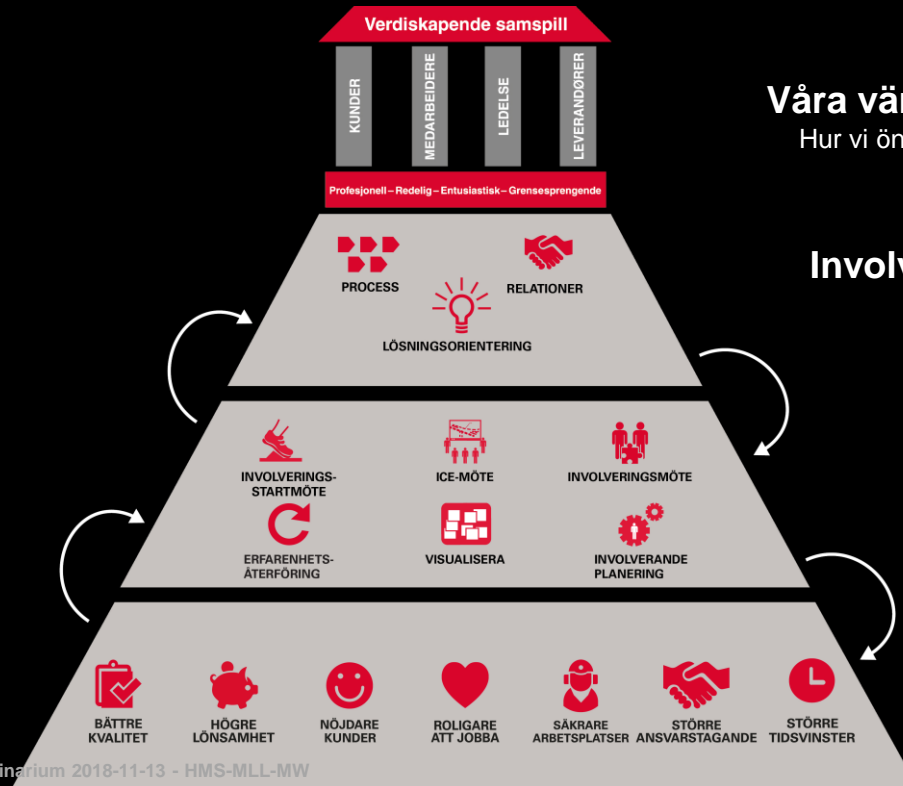 Verdiskapende samspill
KUNDER
MEDARBEIDERE
LEDELSE
LEVERANDØRER
Våra vär
Hur vi ön
Profesjonell – Redelig – Entusiastisk – Grensesprengende
Involv
PROCESS
RELATIONER
LÖSNINGSORIENTERING
INVOLVERINGS-
STARTMÖTE
ICE-MÖTE
INVOLVERINGSMÖTE
ERFARENHETS-
ÅTERFÖRING
VISUALISERA
INVOLVERANDE
PLANERING
BÄTTRE
KVALITET
HÖGRE
LÖNSAMHET
NÖJDARE
KUNDER
ROLIGARE
ATT JOBBA
SÄKRARE
ARBETSPLATSER
STÖRRE
ANSVARSTAGANDE
STÖRRE
TIDSVINSTER
inarium 2018-11-13 - HMS-MLL-MW